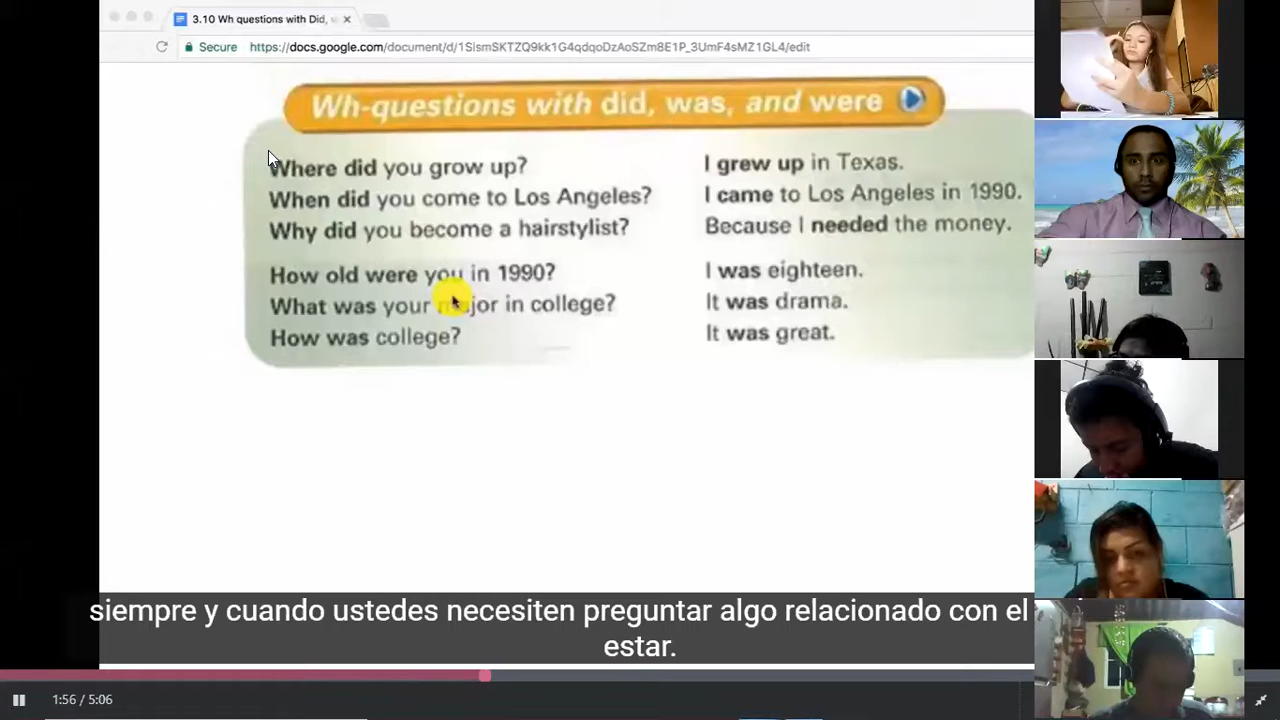 3.10 Wh questions with Did,
Secure
https://docs.google.com/document/d/1SlsmSKTZQ9kk1G4qdqoDzAoSZm8E1P_3UmF4sMZ1GL4/edit
Wh-questions with did, was, and were
Where did you grow up?
I grew up in Texas.
When did you come to Los Angeles?
I came to Los Angeles in 1990.
Why did you become a hairstylist?
Because I needed the money.
How old were you in 1990?
I was eighteen.
What was your major in college?
It was drama.
How was college?
It was great.
siempre y cuando ustedes necesiten preguntar algo relacionado con el
estar.
1:56 / 5:06